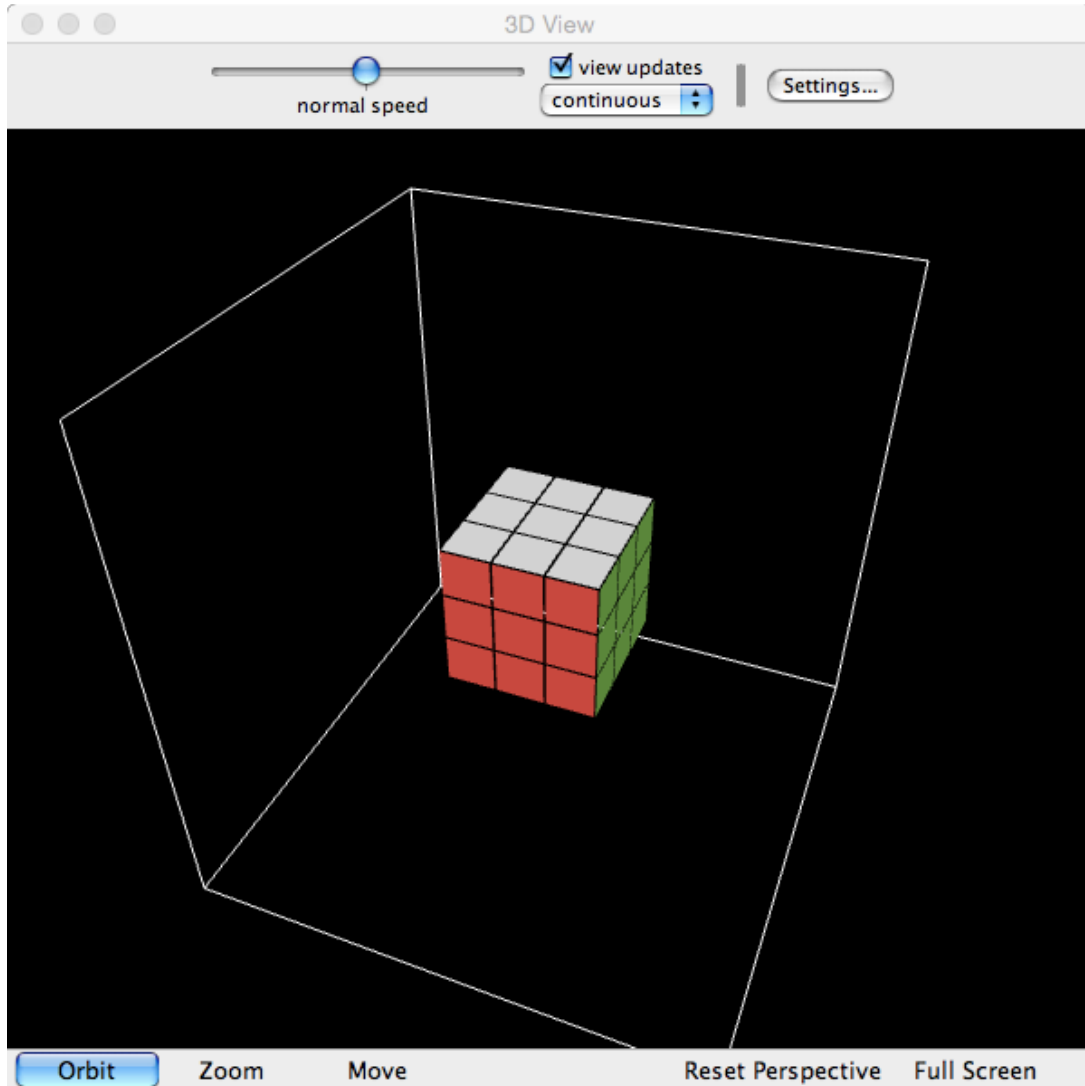 3D View
view updates
normal speed
continuous
Settings...
Orbit Zoom Move Reset Perspective Full Screen